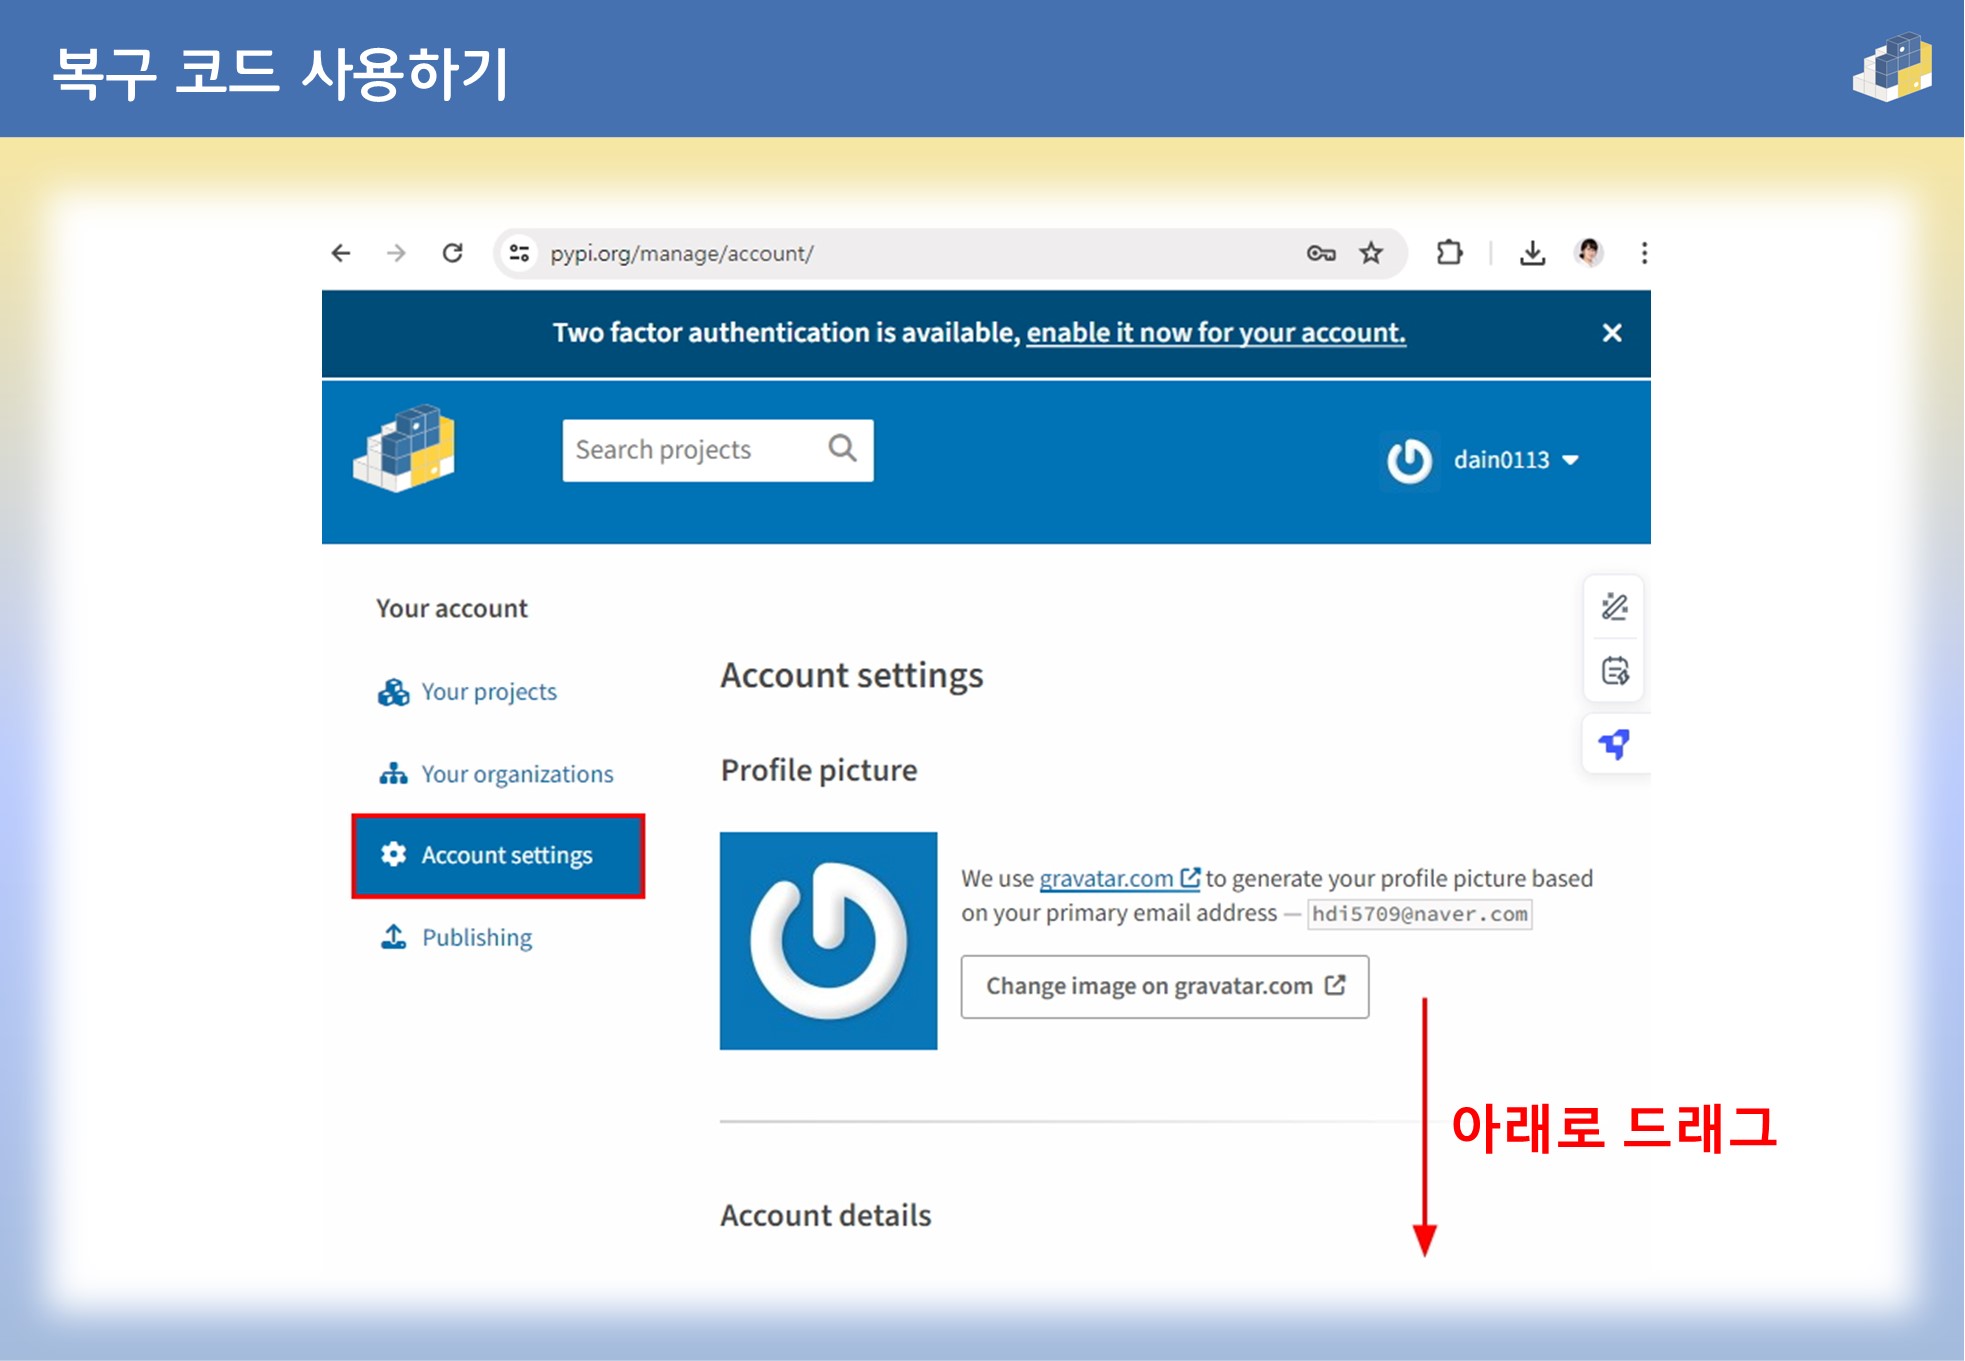 복구 코드 사용하기
pypi.org/manage/account/
Two factor authentication is available, enable it now for your account.
Search projects
dain0113
Your account
Your projects
Your organizations
Account settings
Publishing
Account settings
Profile picture
We use gravatar.com to generate your profile picture based
on your primary email address — hdi5709@naver.com
Change image on gravatar.com
아래로 드래그
Account details